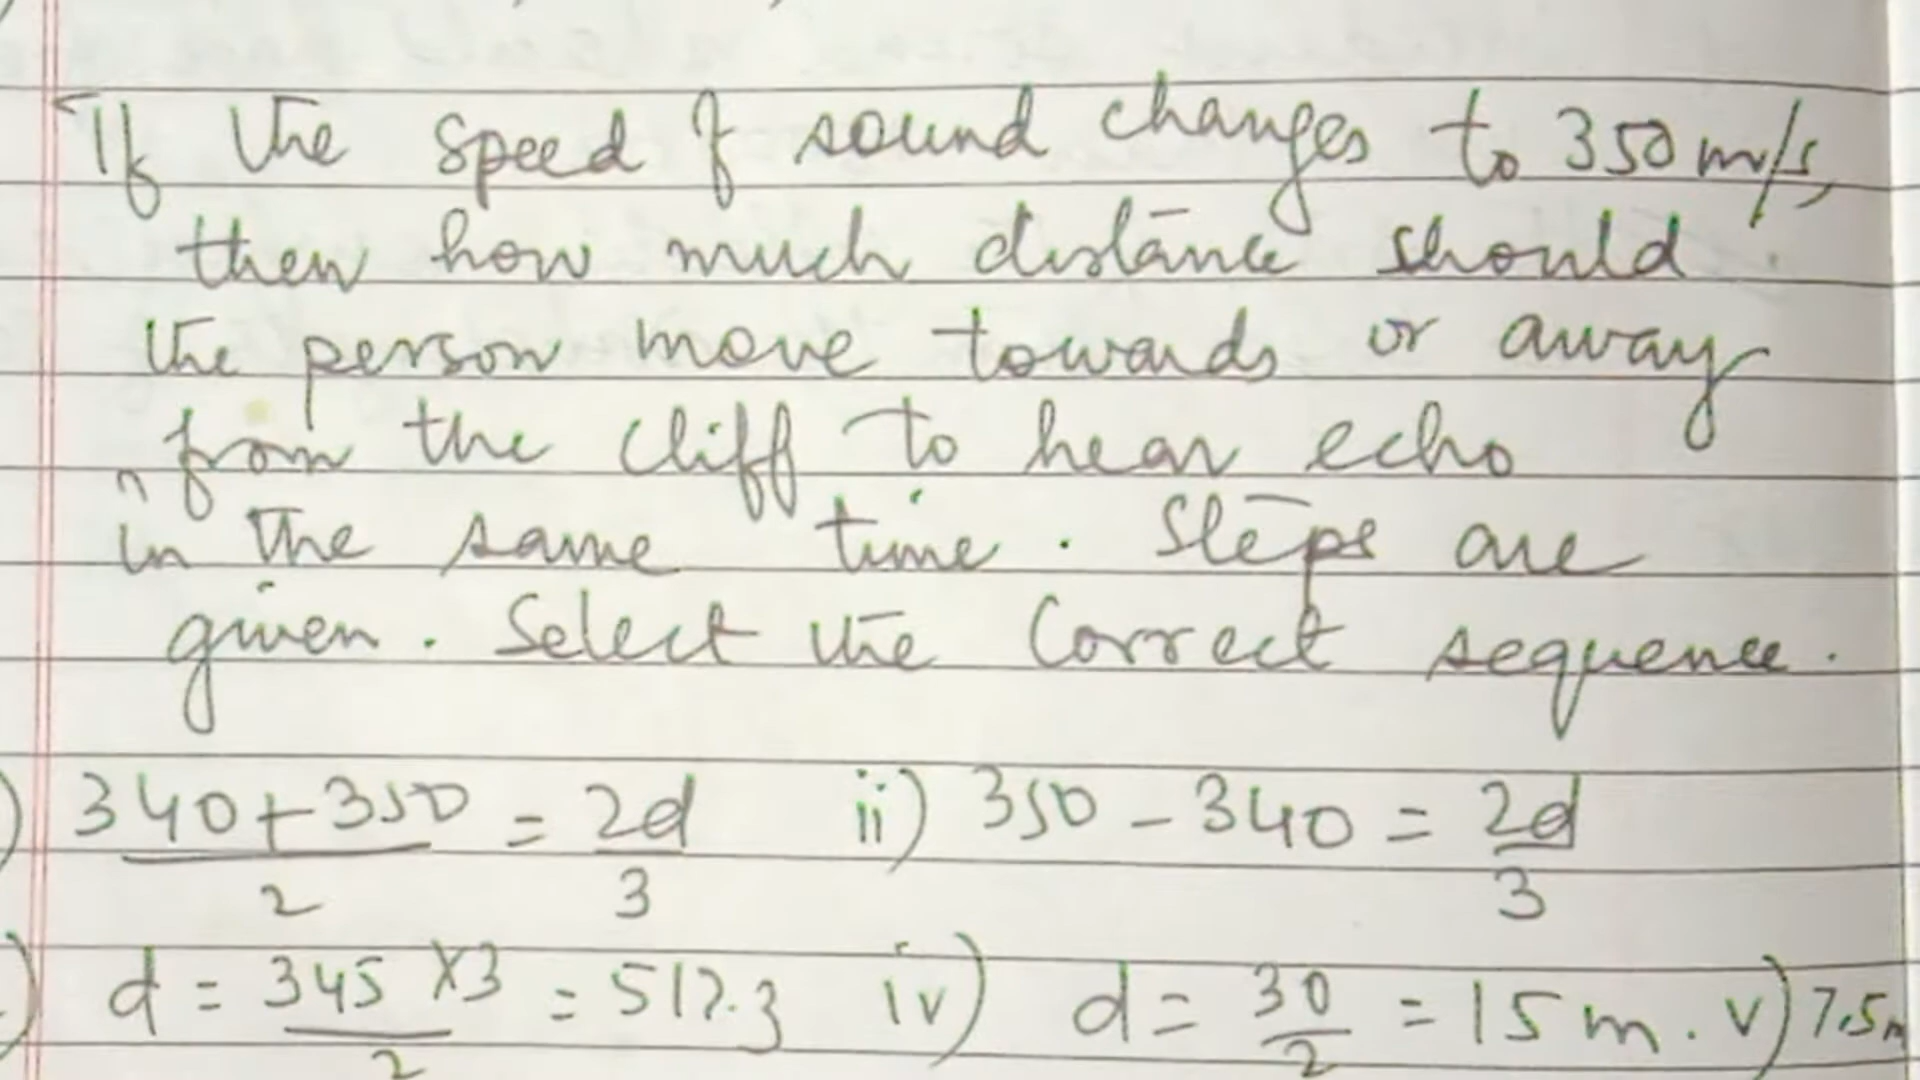 If the speed of sound changes to 350 m/s,
then how much distance should
the person move towards or away
from the cliff to hear echo
in the same time. Steps are
given. Select the correct sequence.
) 340+350/2 = 2d/3 ii) 350 - 340 = 2d/3
) d = 345 X3/2 = 517.3 iv) d = 30/2 = 15 m. v) 7.5m